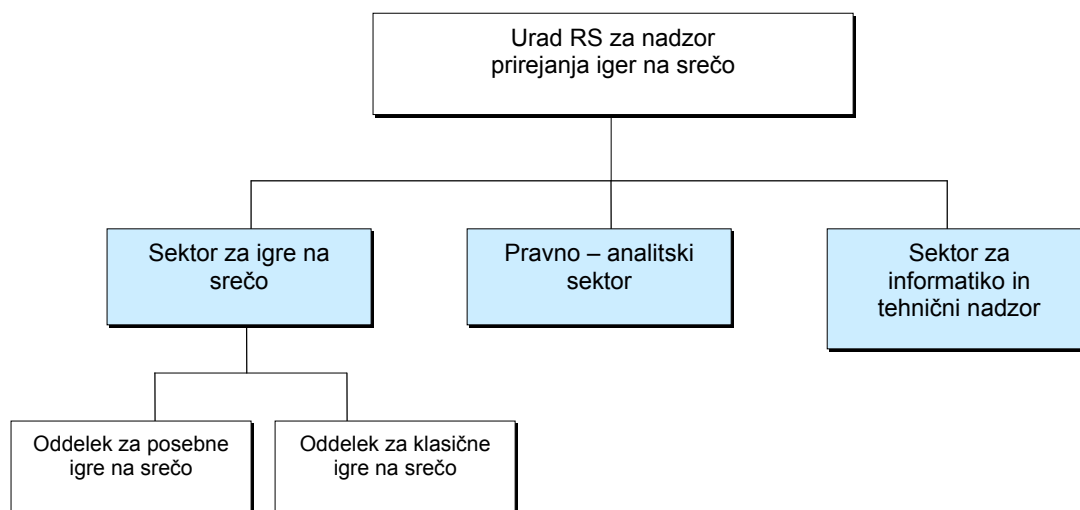 Urad RS za nadzor
prirejanja iger na srečo
Sektor za igre na
srečo
Pravno – analitski
sektor
Sektor za
informatiko in
tehnični nadzor
Oddelek za posebne
igre na srečo
Oddelek za klasične
igre na srečo